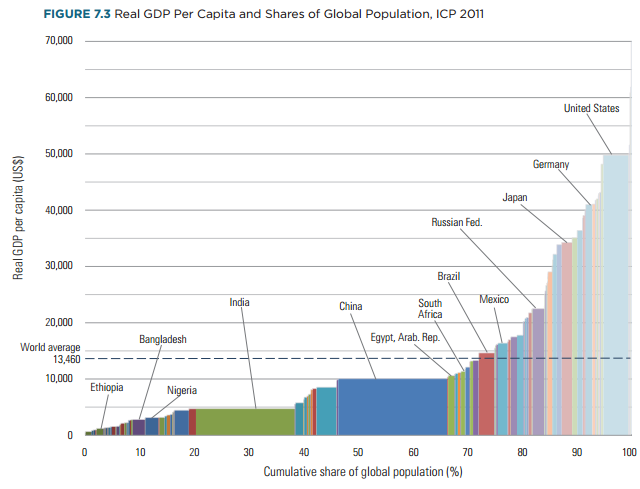 FIGURE 7.3 Real GDP Per Capita and Shares of Global Population, ICP 2011
70,000
60,000
United States
50,000
Germany
Japan
40,000
Russian Fed.
30,000
Brazil
India
China
South
Africa
Mexico
20,000
Bangladesh
Egypt, Arab. Rep.
World average
13,460
10,000
Ethiopia
Nigeria
0
Real GDP per capita (US$)
0 10 20 30 40 50 60 70 80 90 100
Cumulative share of global population (%)